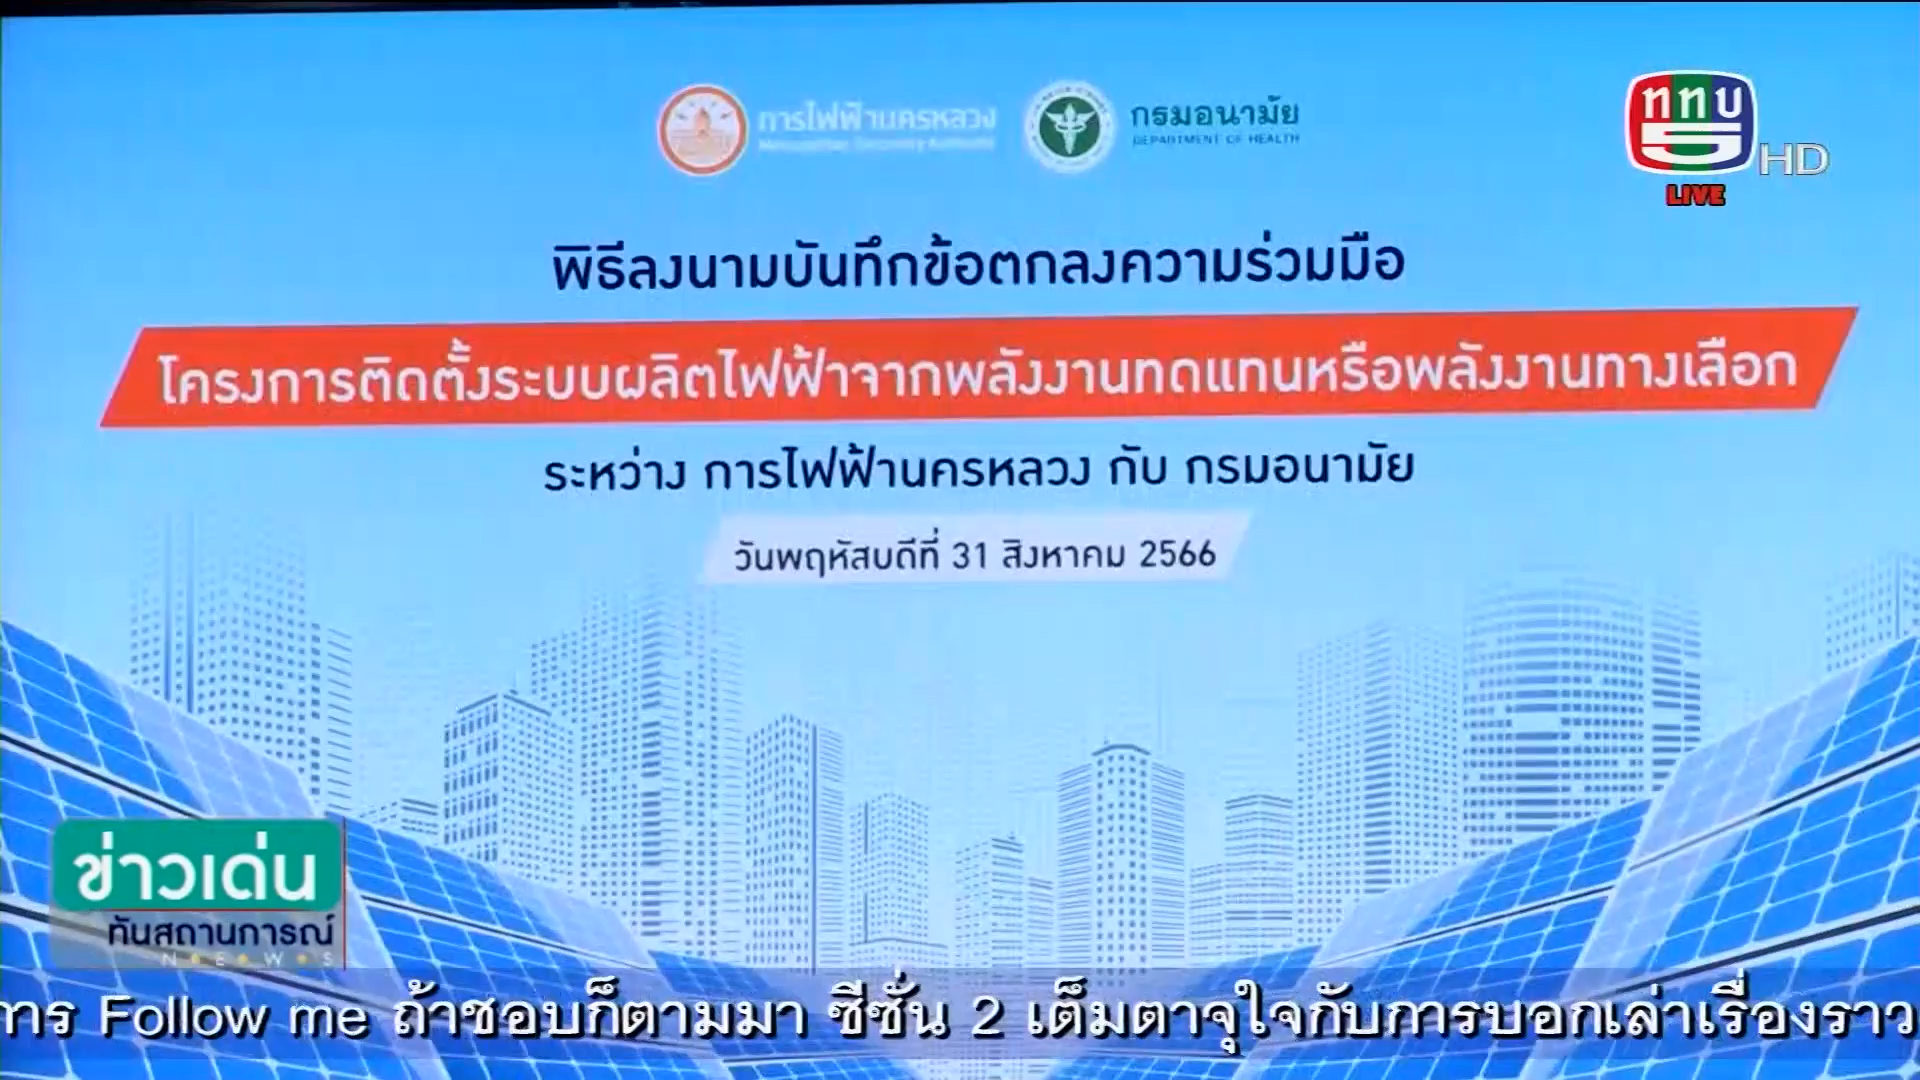 การไฟฟ้านครหลวง
Metropolitan Electricity Authority
กรมอนามัย
DEPARTMENT OF HEALTH
ททบ
5
HD
LIVE
พิธีลงนามบันทึกข้อตกลงความร่วมมือ
โครงการติดตั้งระบบผลิตไฟฟ้าจากพลังงานทดแทนหรือพลังงานทางเลือก
ระหว่าง การไฟฟ้านครหลวง กับ กรมอนามัย
วันพฤหัสบดีที่ 31 สิงหาคม 2566
ข่าวเด่น
ทันสถานการณ์
NEWS
การ Follow me ถ้าชอบก็ตามมา ซีซั่น 2 เต็มตาจุใจกับการบอกเล่าเรื่องราว